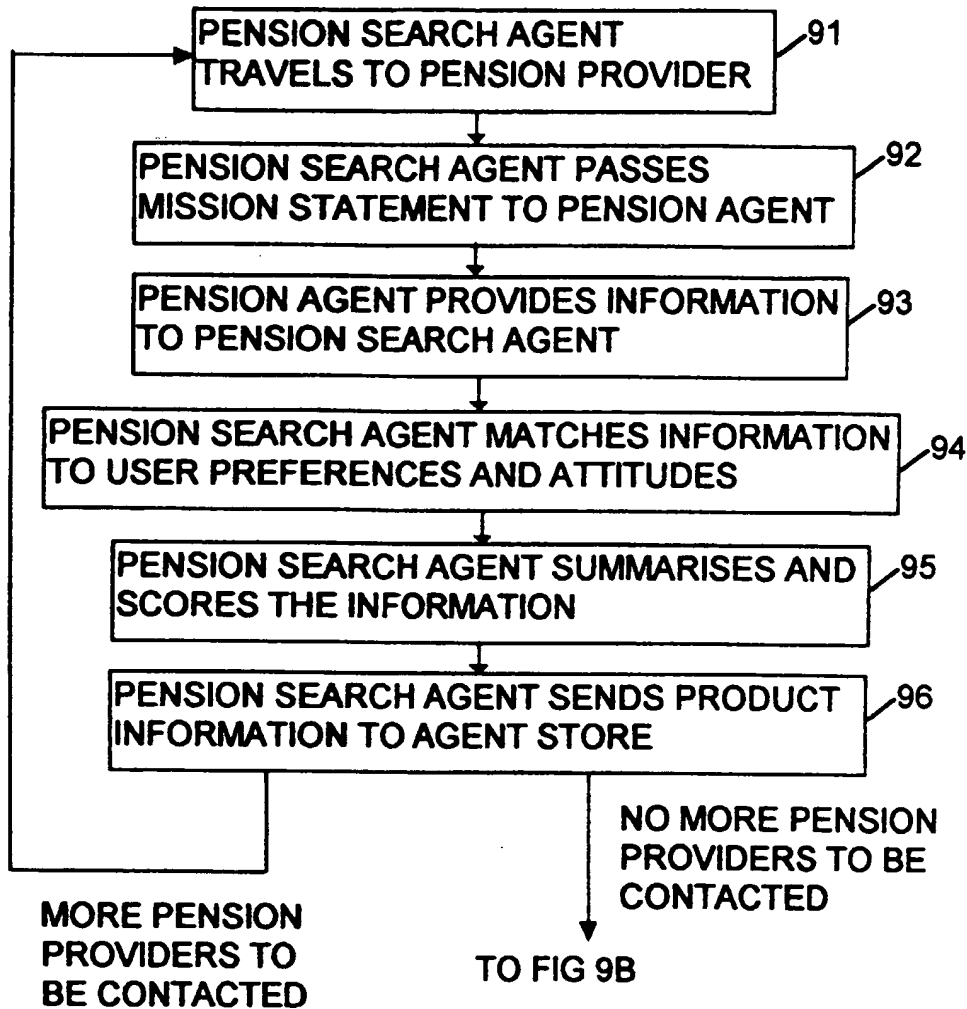 PENSION SEARCH AGENT
TRAVELS TO PENSION PROVIDER
91
PENSION SEARCH AGENT PASSES
MISSION STATEMENT TO PENSION AGENT
92
PENSION AGENT PROVIDES INFORMATION
TO PENSION SEARCH AGENT
93
PENSION SEARCH AGENT MATCHES INFORMATION
TO USER PREFERENCES AND ATTITUDES
94
PENSION SEARCH AGENT SUMMARISES AND
SCORES THE INFORMATION
95
PENSION SEARCH AGENT SENDS PRODUCT
INFORMATION TO AGENT STORE
96
NO MORE PENSION
PROVIDERS TO BE
CONTACTED
MORE PENSION
PROVIDERS TO
BE CONTACTED
TO FIG 9B